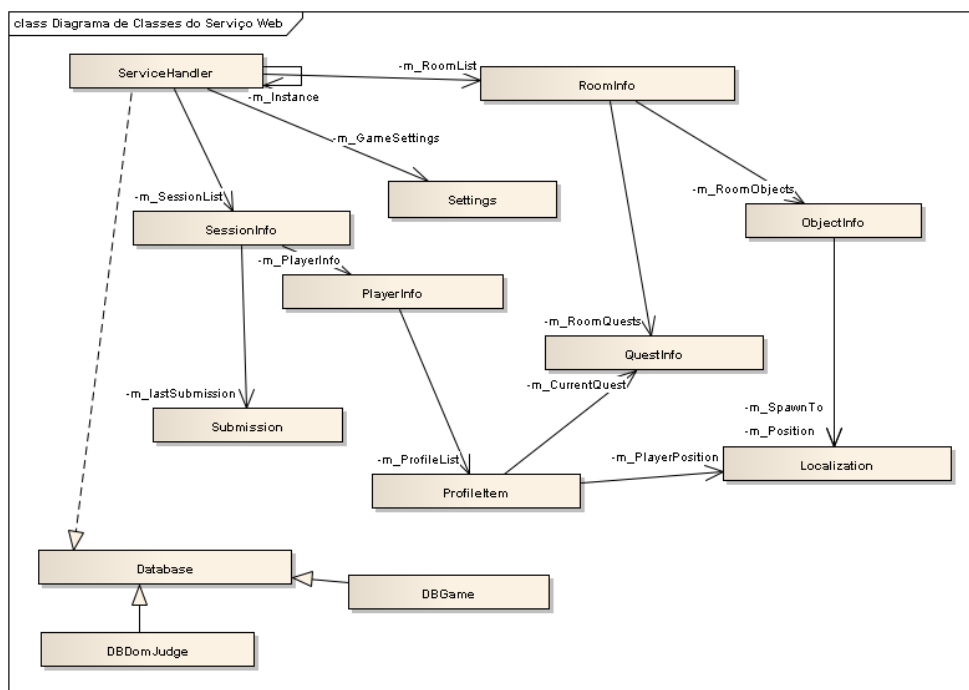 class Diagrama de Classes do Serviço Web
ServiceHandler
-m_RoomList
RoomInfo
-m_Instance
-m_GameSettings
Settings
-m_RoomObjects
ObjectInfo
-m_SessionList
SessionInfo
-m_PlayerInfo
PlayerInfo
-m_RoomQuests
QuestInfo
-m_CurrentQuest
-m_lastSubmission
Submission
-m_SpawnTo
-m_Position
Localization
-m_ProfileList
ProfileItem
-m_PlayerPosition
Database
DBGame
DBDomJudge